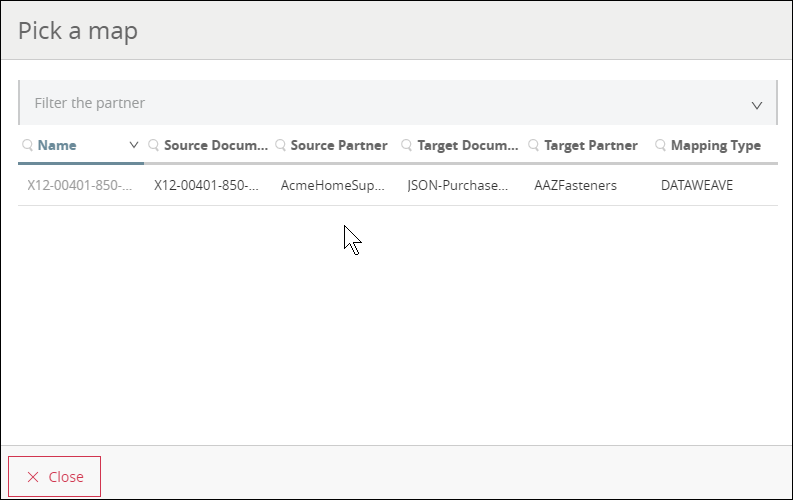 Pick a map
Filter the partner
Name Source Docum... Source Partner Target Docum... Target Partner Mapping Type
X12-00401-850-... X12-00401-850-... AcmeHomeSup... JSON-Purchase... AAZFasteners DATAWEAVE
Close